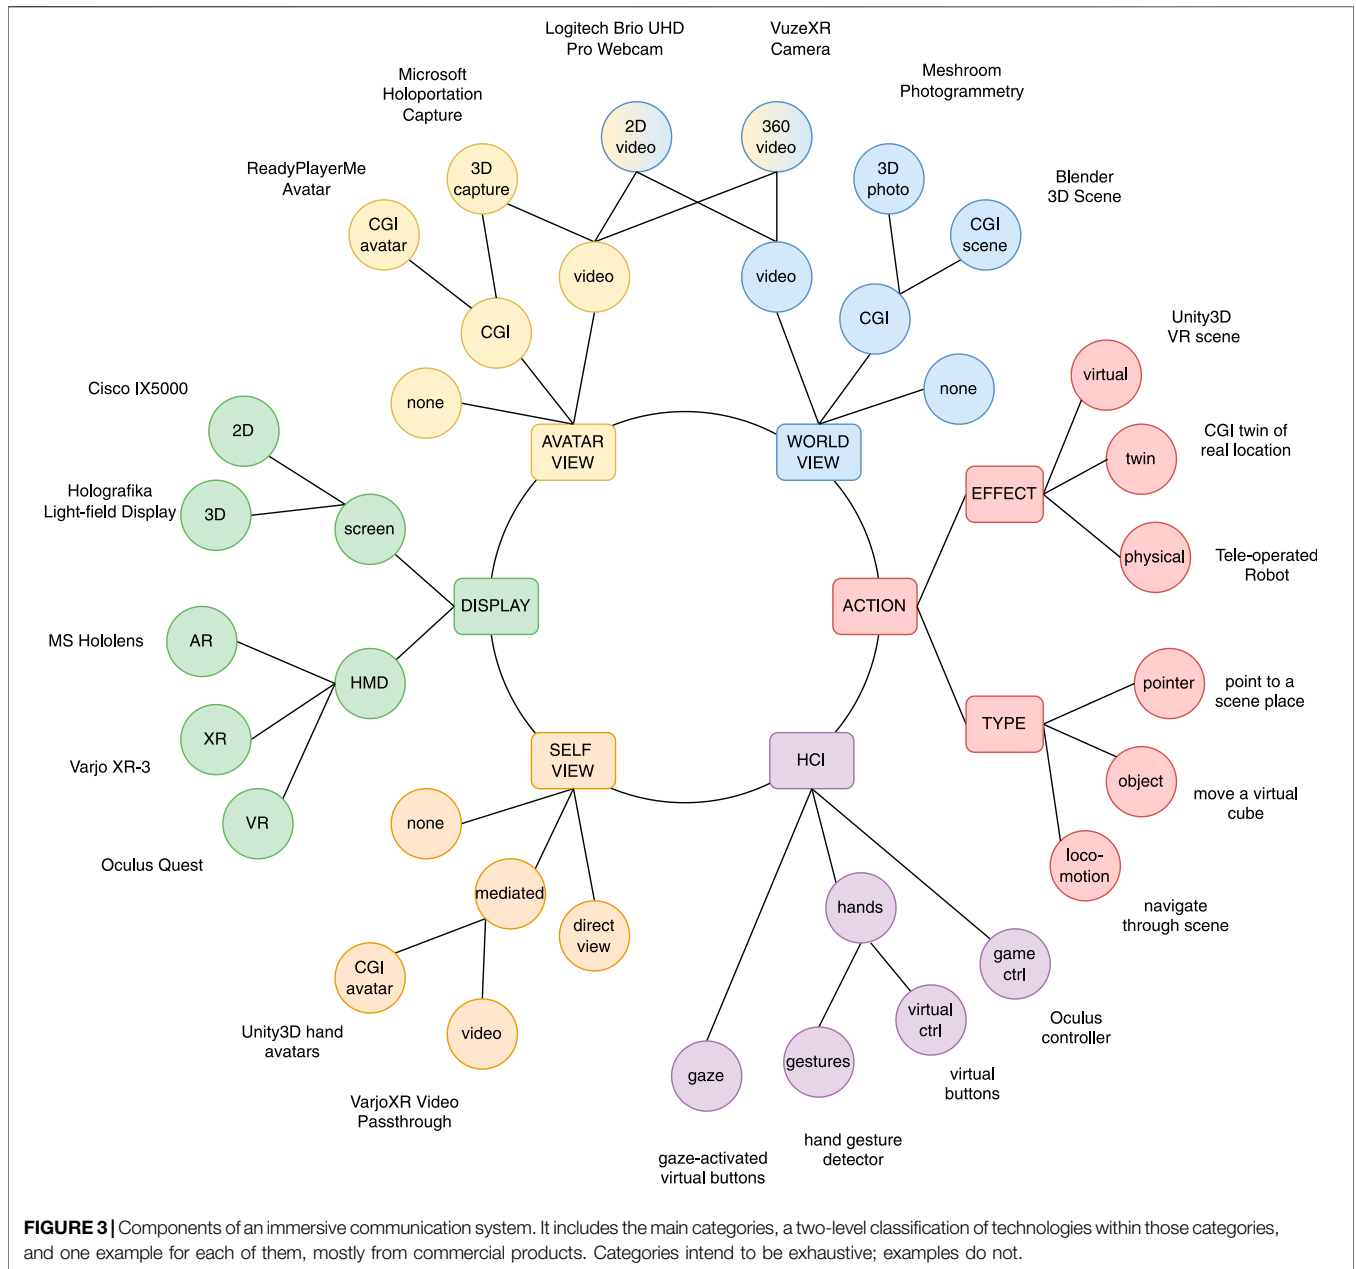 Logitech Brio UHD
Pro Webcam
VuzeXR
Camera
Microsoft
Holoportation
Capture
Meshroom
Photogrammetry
2D
video
360
video
ReadyPlayerMe
Avatar
3D
capture
3D
photo
Blender
3D Scene
CGI
avatar
CGI
scene
video
video
CGI
CGI
Unity3D
VR scene
virtual
none
none
Cisco IX5000
2D
AVATAR
VIEW
WORLD
VIEW
CGI twin of
real location
twin
EFFECT
Holografika
Light-field Display
3D
screen
physical
Tele-operated
Robot
DISPLAY
ACTION
MS Hololens
AR
HMD
pointer
point to a
scene place
XR
TYPE
Varjo XR-3
SELF
VIEW
HCI
object
move a virtual
cube
VR
none
Oculus Quest
loco-
motion
mediated
hands
navigate
through scene
direct
view
game
ctrl
CGI
avatar
virtual
ctrl
Unity3D hand
avatars
video
Oculus
controller
gaze
gestures
virtual
buttons
VarjoXR Video
Passthrough
hand gesture
detector
gaze-activated
virtual buttons
FIGURE 3 | Components of an immersive communication system. It includes the main categories, a two-level classification of technologies within those categories,
and one example for each of them, mostly from commercial products. Categories intend to be exhaustive; examples do not.